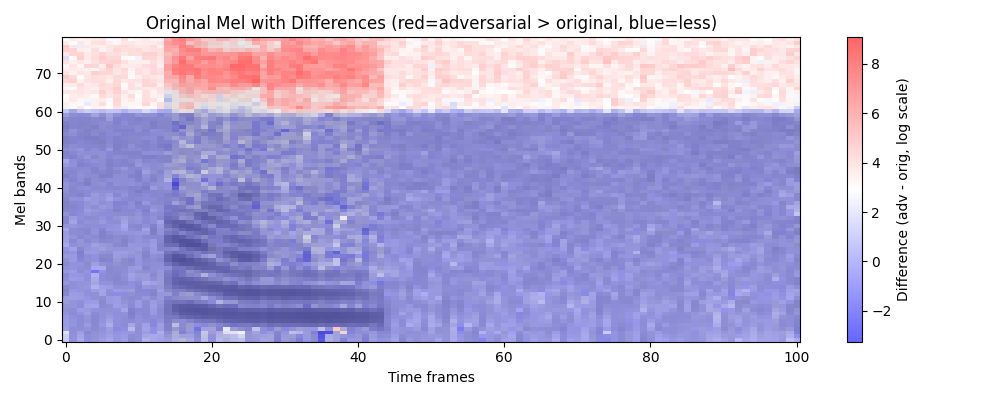 Original Mel with Differences (red=adversarial > original, blue=less)
Mel bands
70
60
50
40
30
20
10
0
0 20 40 60 80 100
Time frames
8
6
4
2
0
−2
Difference (adv - orig, log scale)